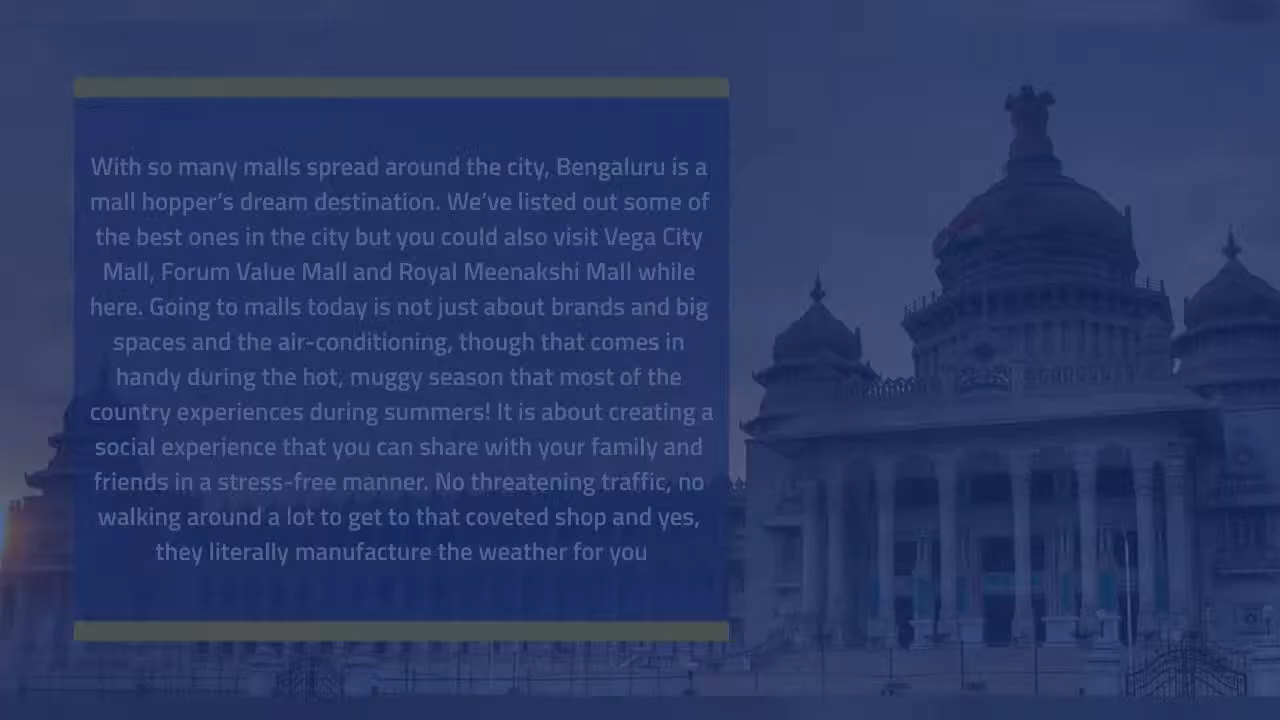 With so many malls spread around the city, Bengaluru is a
mall hopper's dream destination. We've listed out some of
the best ones in the city but you could also visit Vega City
Mall, Forum Value Mall and Royal Meenakshi Mall while
here. Going to malls today is not just about brands and big
spaces and the air-conditioning, though that comes in
handy during the hot, muggy season that most of the
country experiences during summers! It is about creating a
social experience that you can share with your family and
friends in a stress-free manner. No threatening traffic, no
walking around a lot to get to that coveted shop and yes,
they literally manufacture the weather for you